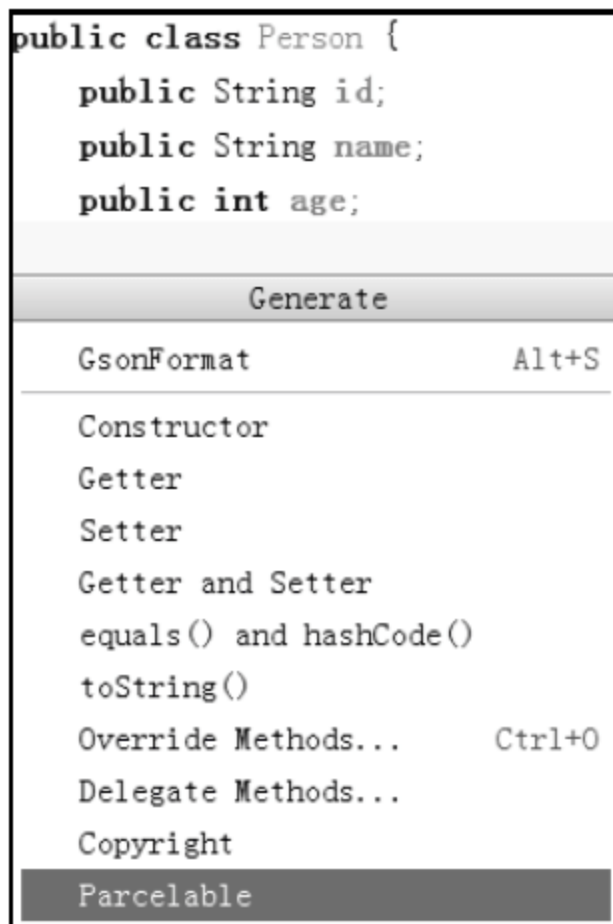 public class Person {
public String id;
public String name;
public int age;
Generate
GsonFormat Alt+S
Constructor
Getter
Setter
Getter and Setter
equals() and hashCode()
toString()
Override Methods... Ctrl+O
Delegate Methods...
Copyright
Parcelable